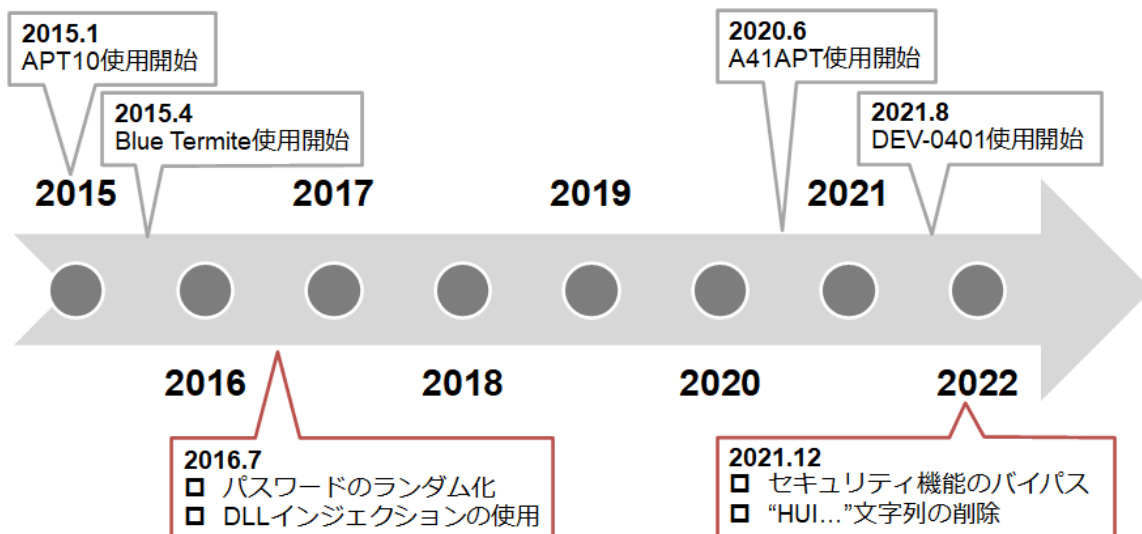 2015.1
APT10使用開始
2015.4
Blue Termite使用開始
2020.6
A41APT使用開始
2021.8
DEV-0401使用開始
2015 2017 2019 2021
2016 2018 2020 2022
2016.7
パスワードのランダム化
DLLインジェクションの使用
2021.12
セキュリティ機能のバイパス
“HUI...”文字列の削除